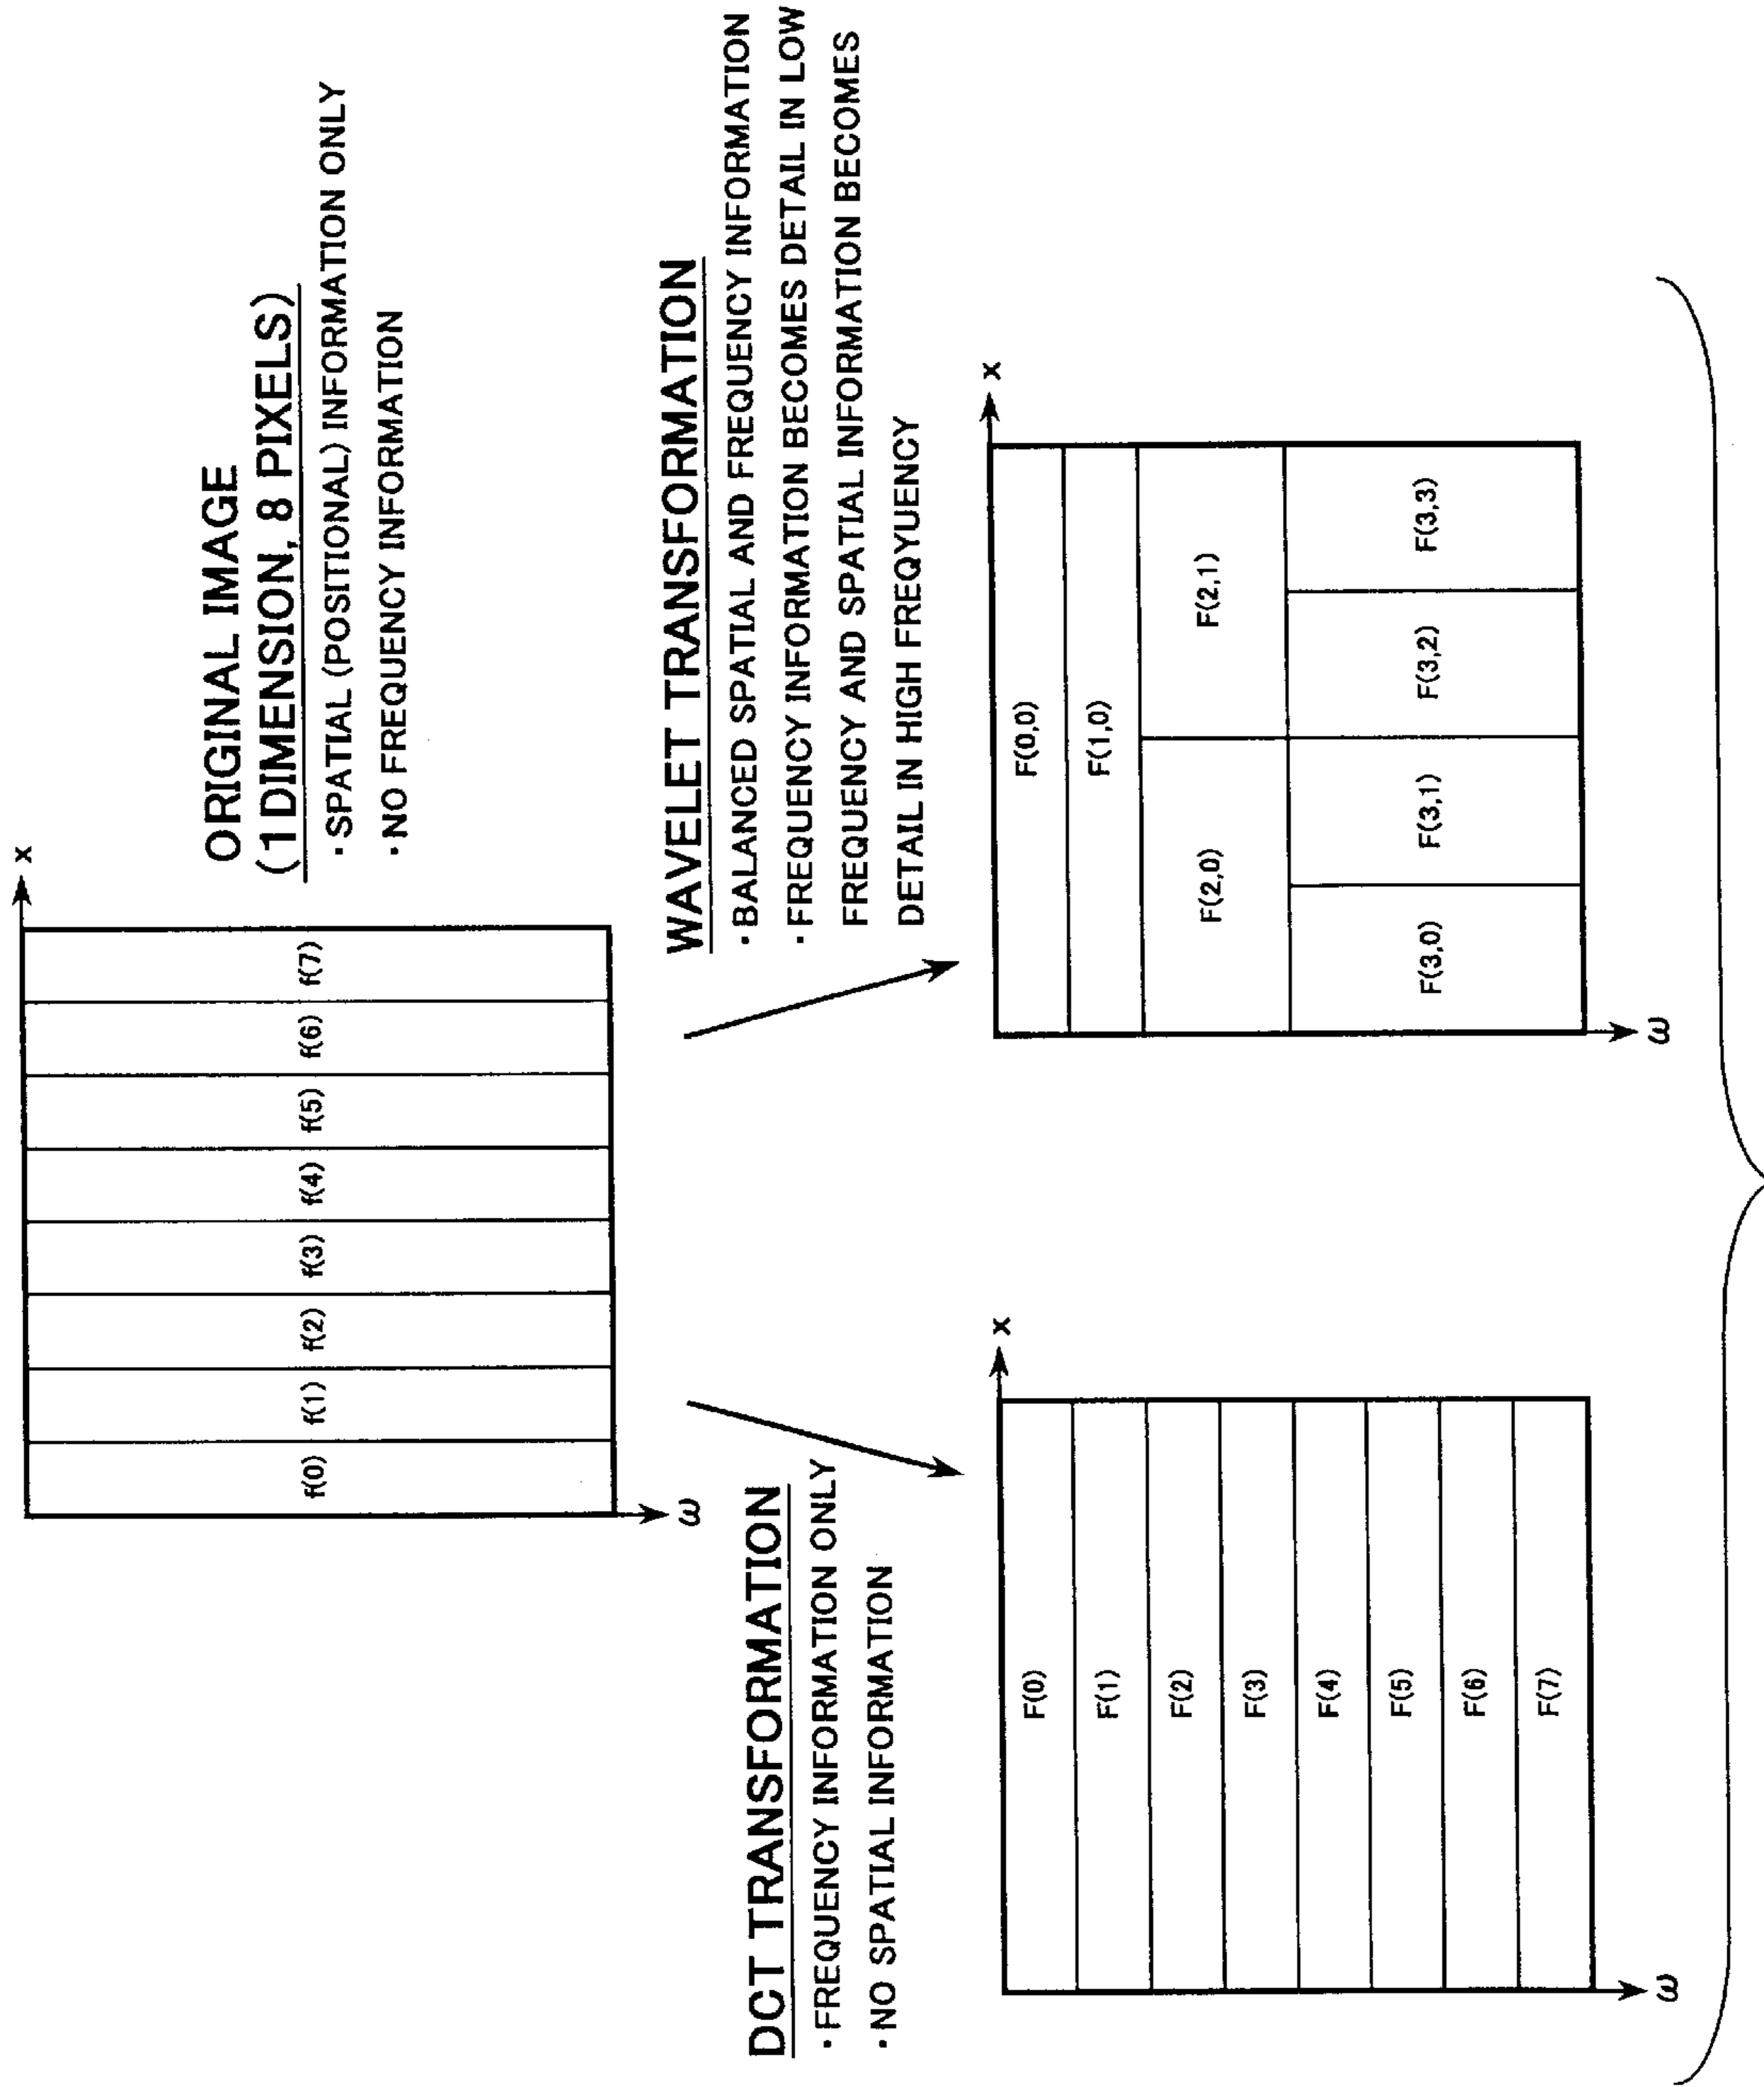 x
f(0) f(1) f(2) f(3) f(4) f(5) f(6) f(7)
ω
ORIGINAL IMAGE
(1 DIMENSION, 8 PIXELS)
· SPATIAL (POSITIONAL) INFORMATION ONLY
· NO FREQUENCY INFORMATION
DCT TRANSFORMATION
· FREQUENCY INFORMATION ONLY
· NO SPATIAL INFORMATION
x
F(0)
F(1)
F(2)
F(3)
F(4)
F(5)
F(6)
F(7)
ω
WAVELET TRANSFORMATION
· BALANCED SPATIAL AND FREQUENCY INFORMATION
· FREQUENCY INFORMATION BECOMES DETAIL IN LOW
FREQUENCY AND SPATIAL INFORMATION BECOMES
DETAIL IN HIGH FREQYUENCY
x
F(0,0)
F(1,0)
F(2,0) F(2,1)
F(3,0) F(3,1) F(3,2) F(3,3)
ω